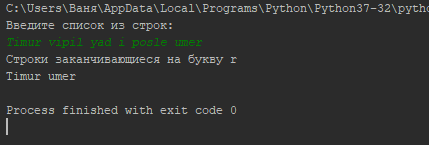 C:\Users\Ваня\AppData\Local\Programs\Python\Python37-32\pytho
Введите список из строк:
Timur vipil yad i posle umer
Строки заканчивающиеся на букву r
Timur umer
Process finished with exit code 0